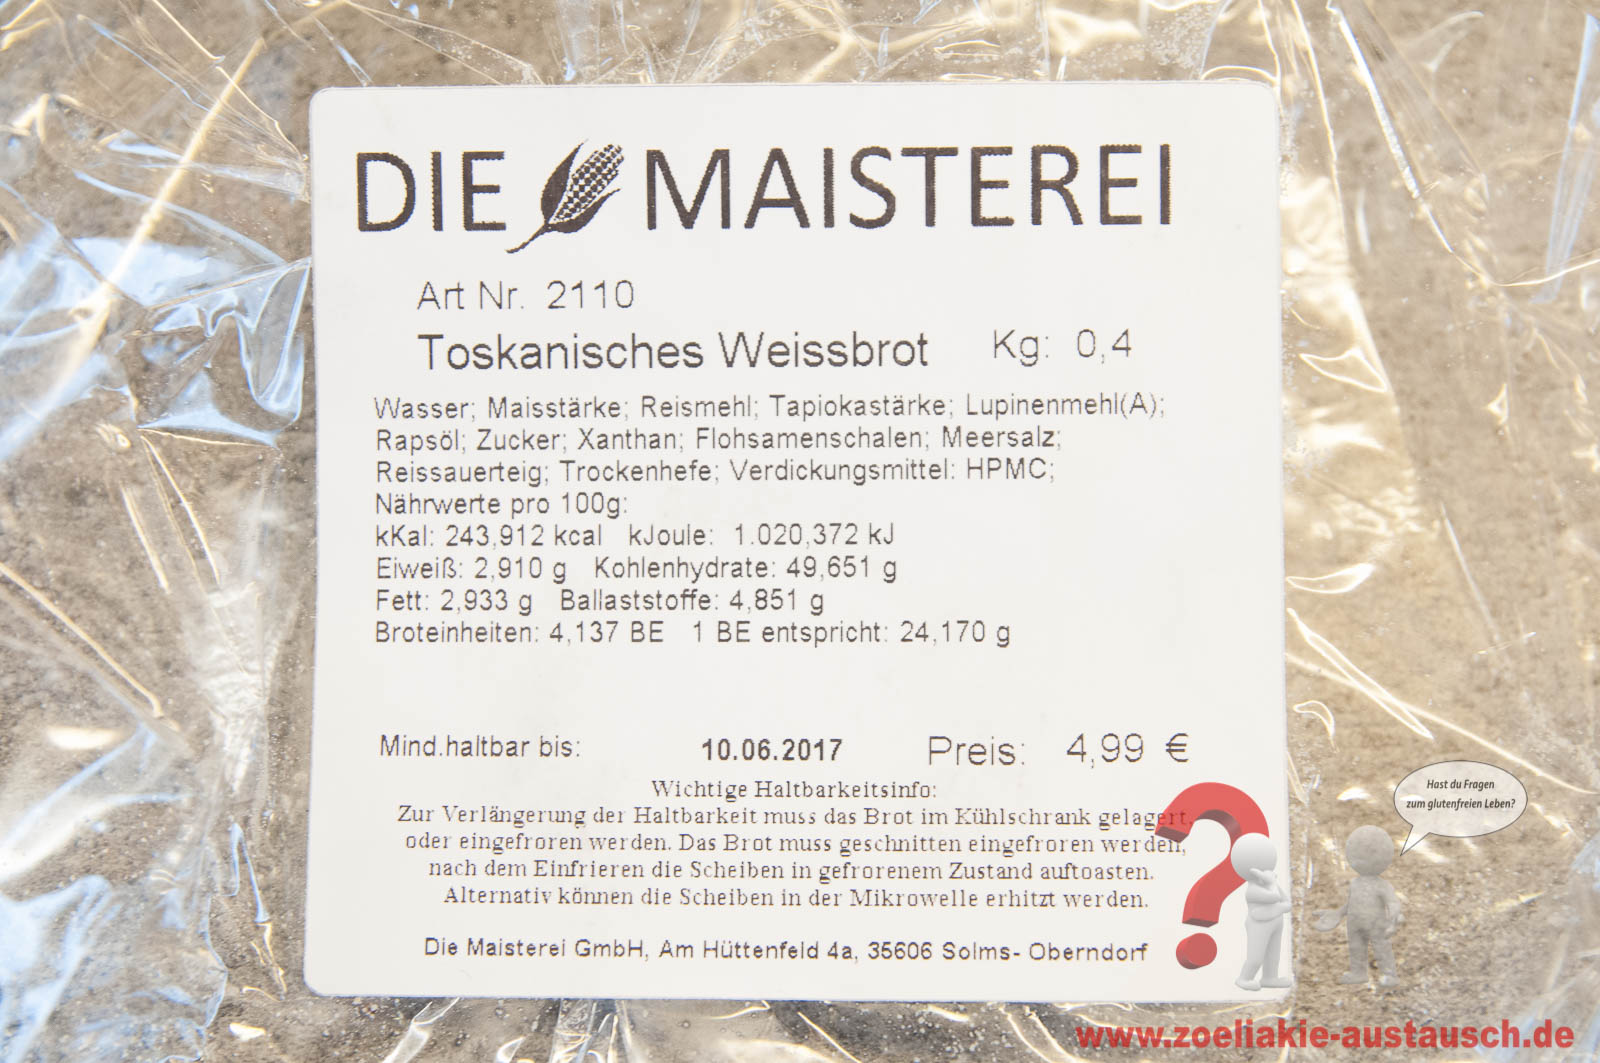 DIE MAISTEREI
Art Nr. 2110
Toskanisches Weissbrot Kg: 0,4
Wasser; Maisstärke; Reismehl; Tapiokastärke; Lupinenmehl(A);
Rapsöl; Zucker; Xanthan; Flohsamenschalen; Meersalz;
Reissauerteig; Trockenhefe; Verdickungsmittel: HPMC;
Nährwerte pro 100g:
kKal: 243,912 kcal kJoule: 1.020,372 kJ
Eiweiß: 2,910 g Kohlenhydrate: 49,651 g
Fett: 2,933 g Ballaststoffe: 4,851 g
Broteinheiten: 4,137 BE 1 BE entspricht: 24,170 g
Mind.haltbar bis: 10.06.2017 Preis: 4,99 €
Wichtige Haltbarkeitsinfo:
Zur Verlängerung der Haltbarkeit muss das Brot im Kühlschrank gelagert,
oder eingefroren werden. Das Brot muss geschnitten eingefroren werden,
nach dem Einfrieren die Scheiben in gefrorenem Zustand auftoasten.
Alternativ können die Scheiben in der Mikrowelle erhitzt werden.
Die Maisterei GmbH, Am Hüttenfeld 4a, 35606 Solms- Oberndorf
Hast du Fragen
zum glutenfreien Leben?
www.zoeliakie-austausch.de